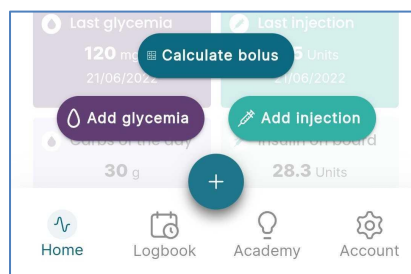 Last glycemia
Last injection
120 mg
Calculate bolus
5 Units
21/06/2022
21/06/2022
Add glycemia
Add injection
Carbs of the day
Insulin on board
30 g
28.3 Units
+
Home
Logbook
Academy
Account